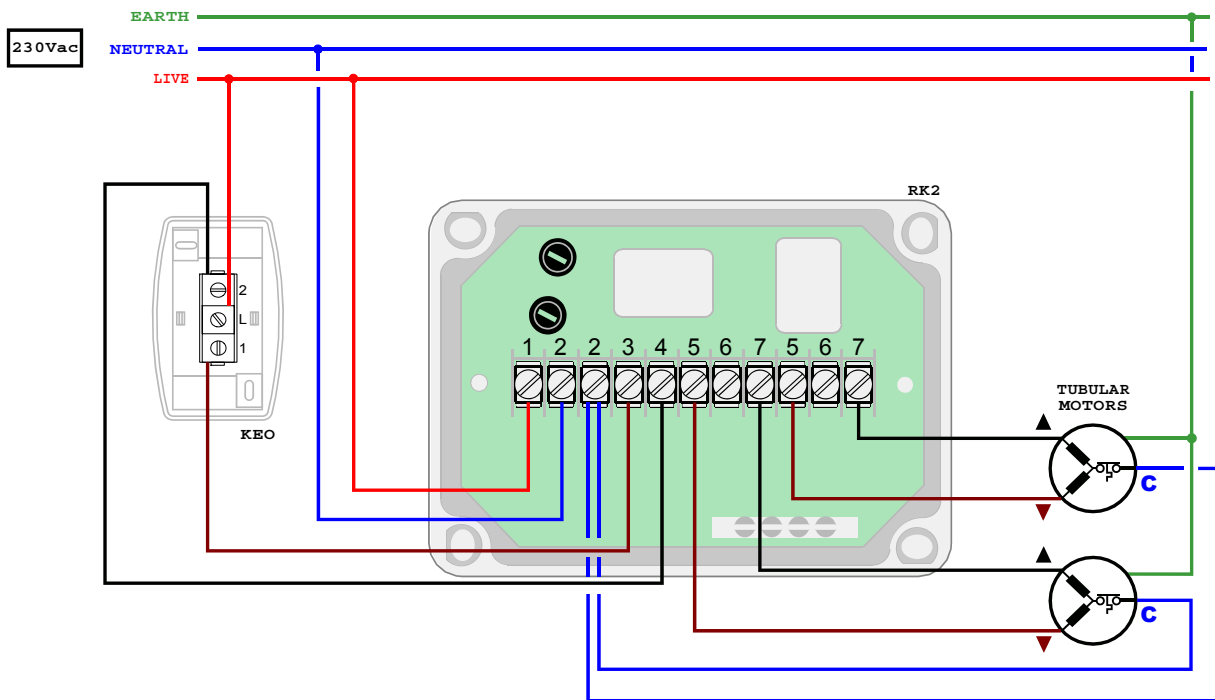 EARTH
230Vac
NEUTRAL
LIVE
RK2
2
L
1
KEO
1 2 2 3 4 5 6 7 5 6 7
TUBULAR
MOTORS
C
C